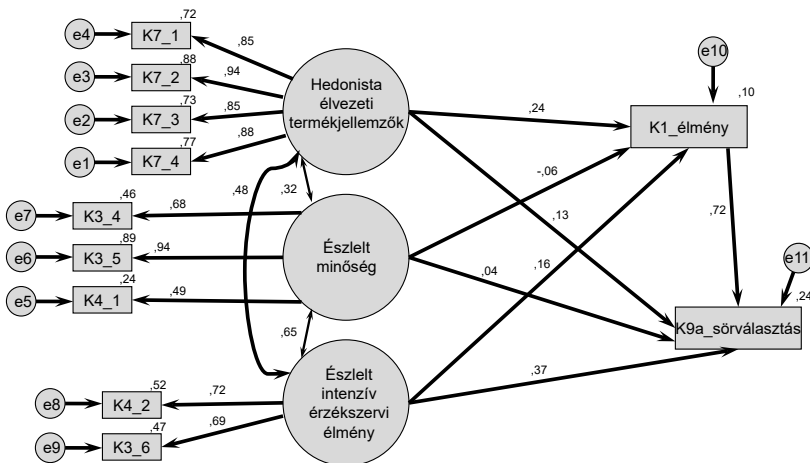 ,72
e4
K7_1
,85
,88
e3
K7_2
,94
,73
e2
K7_3
,85
,77
e1
K7_4
,88
Hedonista
élvezeti
termékjellemzők
e10
,10
K1_élmény
,24
-,06
,48
,32
,46
e7
K3_4
,68
,89
e6
K3_5
,94
,24
e5
K4_1
,49
Észlelt
minőség
,13
,72
,04
,16
e11
,24
K9a_sörválasztás
,65
,52
e8
K4_2
,72
,47
e9
K3_6
,69
Észlelt
intenzív
érzékszervi
élmény
,37